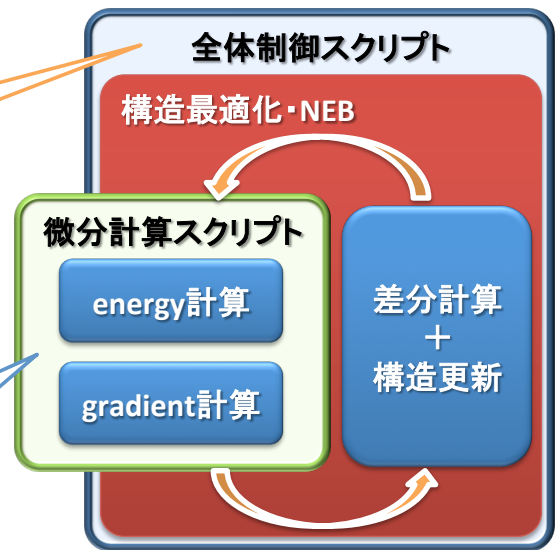 全体制御スクリプト
構造最適化・NEB
微分計算スクリプト
energy計算
gradient計算
差分計算
＋
構造更新